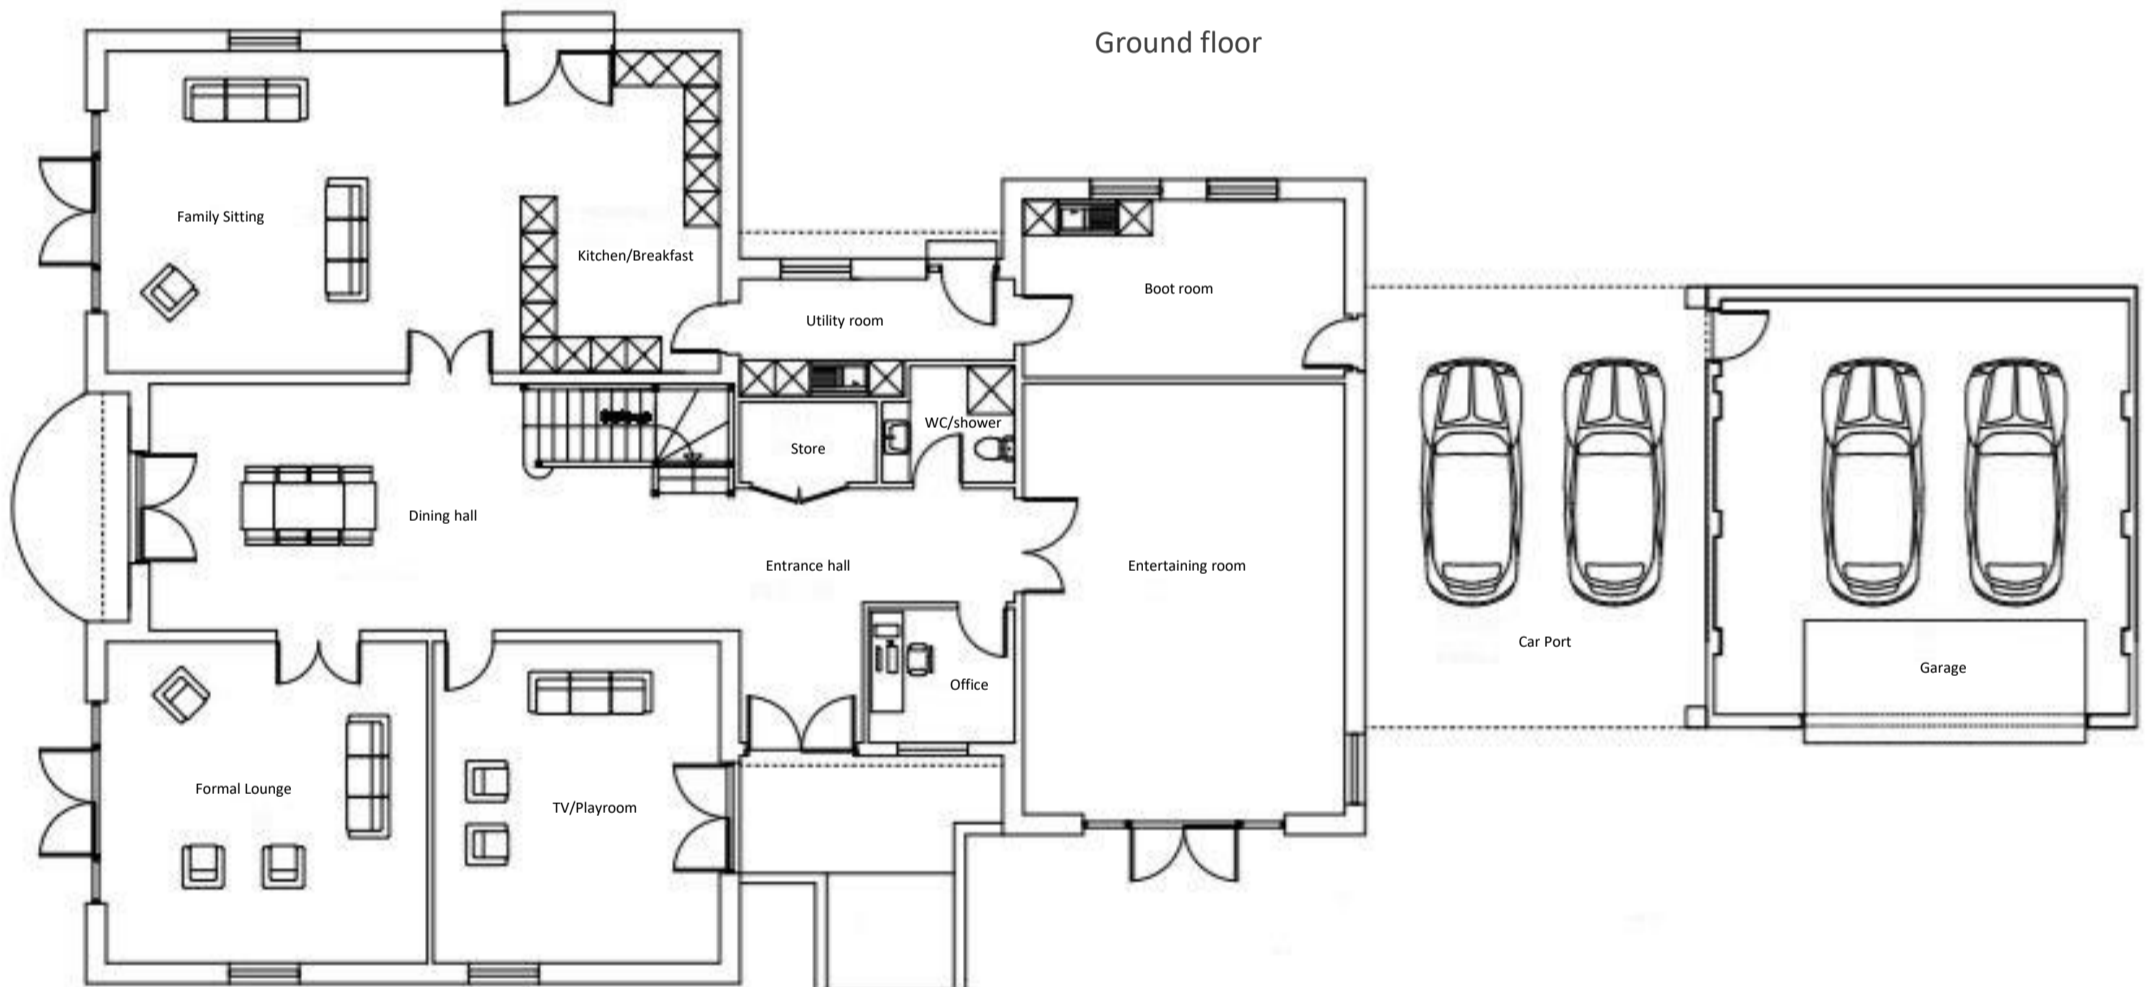 Ground floor
Family Sitting
Kitchen/Breakfast
Boot room
Utility room
WC/shower
Store
Dining hall
Entrance hall
Entertaining room
Car Port
Garage
Office
Formal Lounge
TV/Playroom